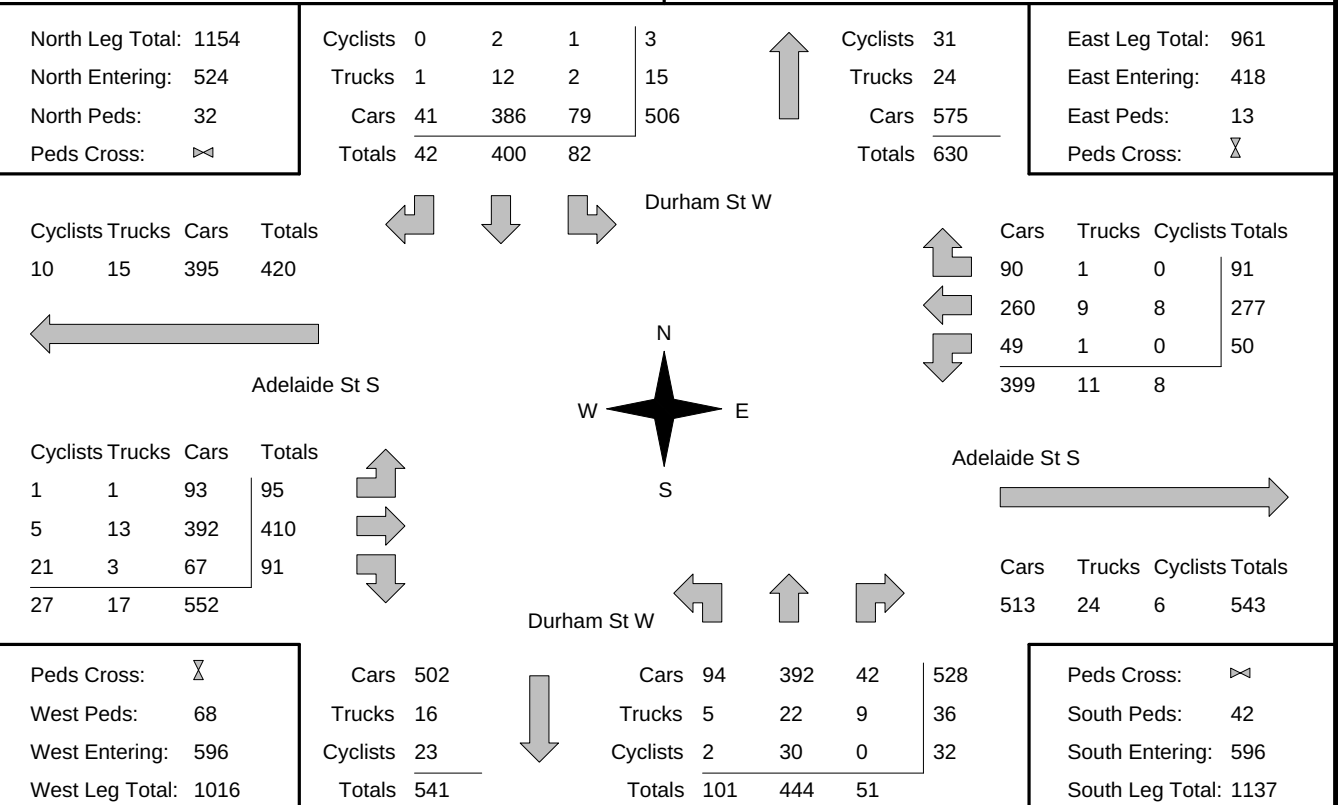 North Leg Total: 1154
North Entering: 524
North Peds: 32
Peds Cross:
Cyclists 0 2 1 3
Trucks 1 12 2 15
Cars 41 386 79 506
Totals 42 400 82
Cyclists 31
Trucks 24
Cars 575
Totals 630
East Leg Total: 961
East Entering: 418
East Peds: 13
Peds Cross:
Durham St W
Cyclists Trucks Cars Totals
10 15 395 420
Adelaide St S
Cars Trucks Cyclists Totals
90 1 0 91
260 9 8 277
49 1 0 50
399 11 8
N
W E
S
Cyclists Trucks Cars Totals
1 1 93 95
5 13 392 410
21 3 67 91
27 17 552
Adelaide St S
Cars Trucks Cyclists Totals
513 24 6 543
Durham St W
Peds Cross:
West Peds: 68
West Entering: 596
West Leg Total: 1016
Cars 502
Trucks 16
Cyclists 23
Totals 541
Cars 94 392 42 528
Trucks 5 22 9 36
Cyclists 2 30 0 32
Totals 101 444 51
Peds Cross:
South Peds: 42
South Entering: 596
South Leg Total: 1137